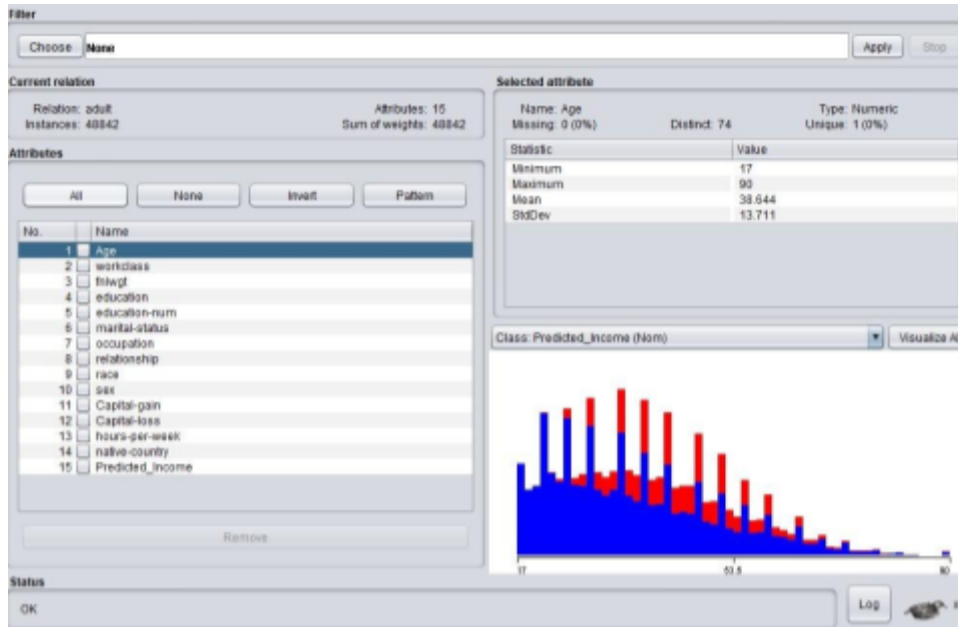 Filter
Choose None Apply Stop
Current relation
Relation: adult Attributes: 15
Instances: 48842 Sum of weights: 48842
Attributes
All None Invert Pattern
No. Name
1 Age
2 workclass
3 fnlwgt
4 education
5 education-num
6 marital-status
7 occupation
8 relationship
9 race
10 sex
11 Capital-gain
12 Capital-loss
13 hours-per-week
14 native-country
15 Predicted_Income
Remove
Selected attribute
Name: Age Type: Numeric
Missing: 0 (0%) Distinct: 74 Unique: 1 (0%)
Statistic Value
Minimum 17
Maximum 90
Mean 38.644
StdDev 13.711
Class: Predicted_Income (Nom) Visualize Al
17 53.5 90
Status
OK Log x